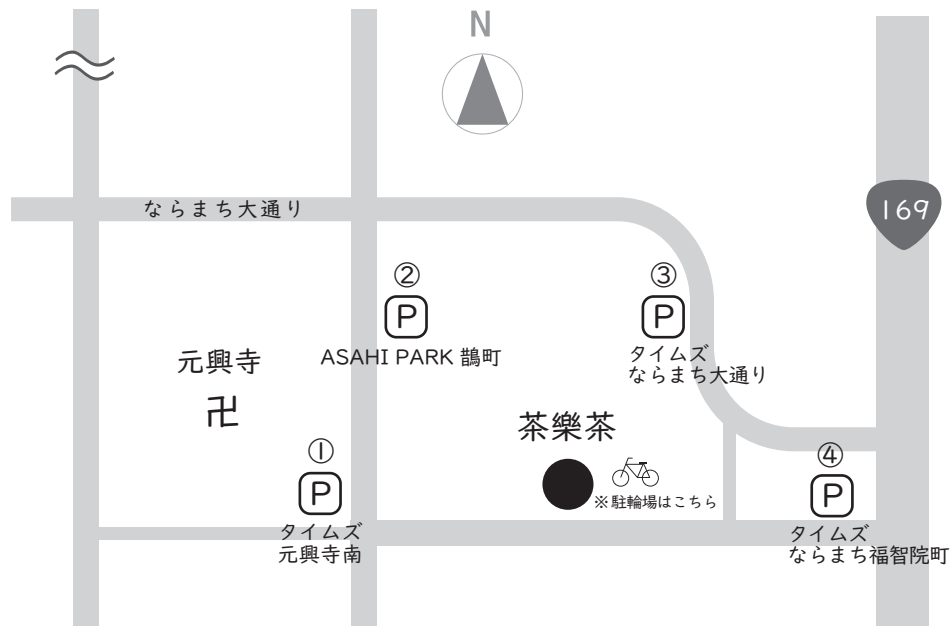 N
ならまち大通り
169
②
P
ASAHI PARK 鵲町
③
P
タイムズ
ならまち大通り
元興寺
卍
茶樂茶
※駐輪場はこちら
①
P
タイムズ
元興寺南
④
P
タイムズ
ならまち福智院町